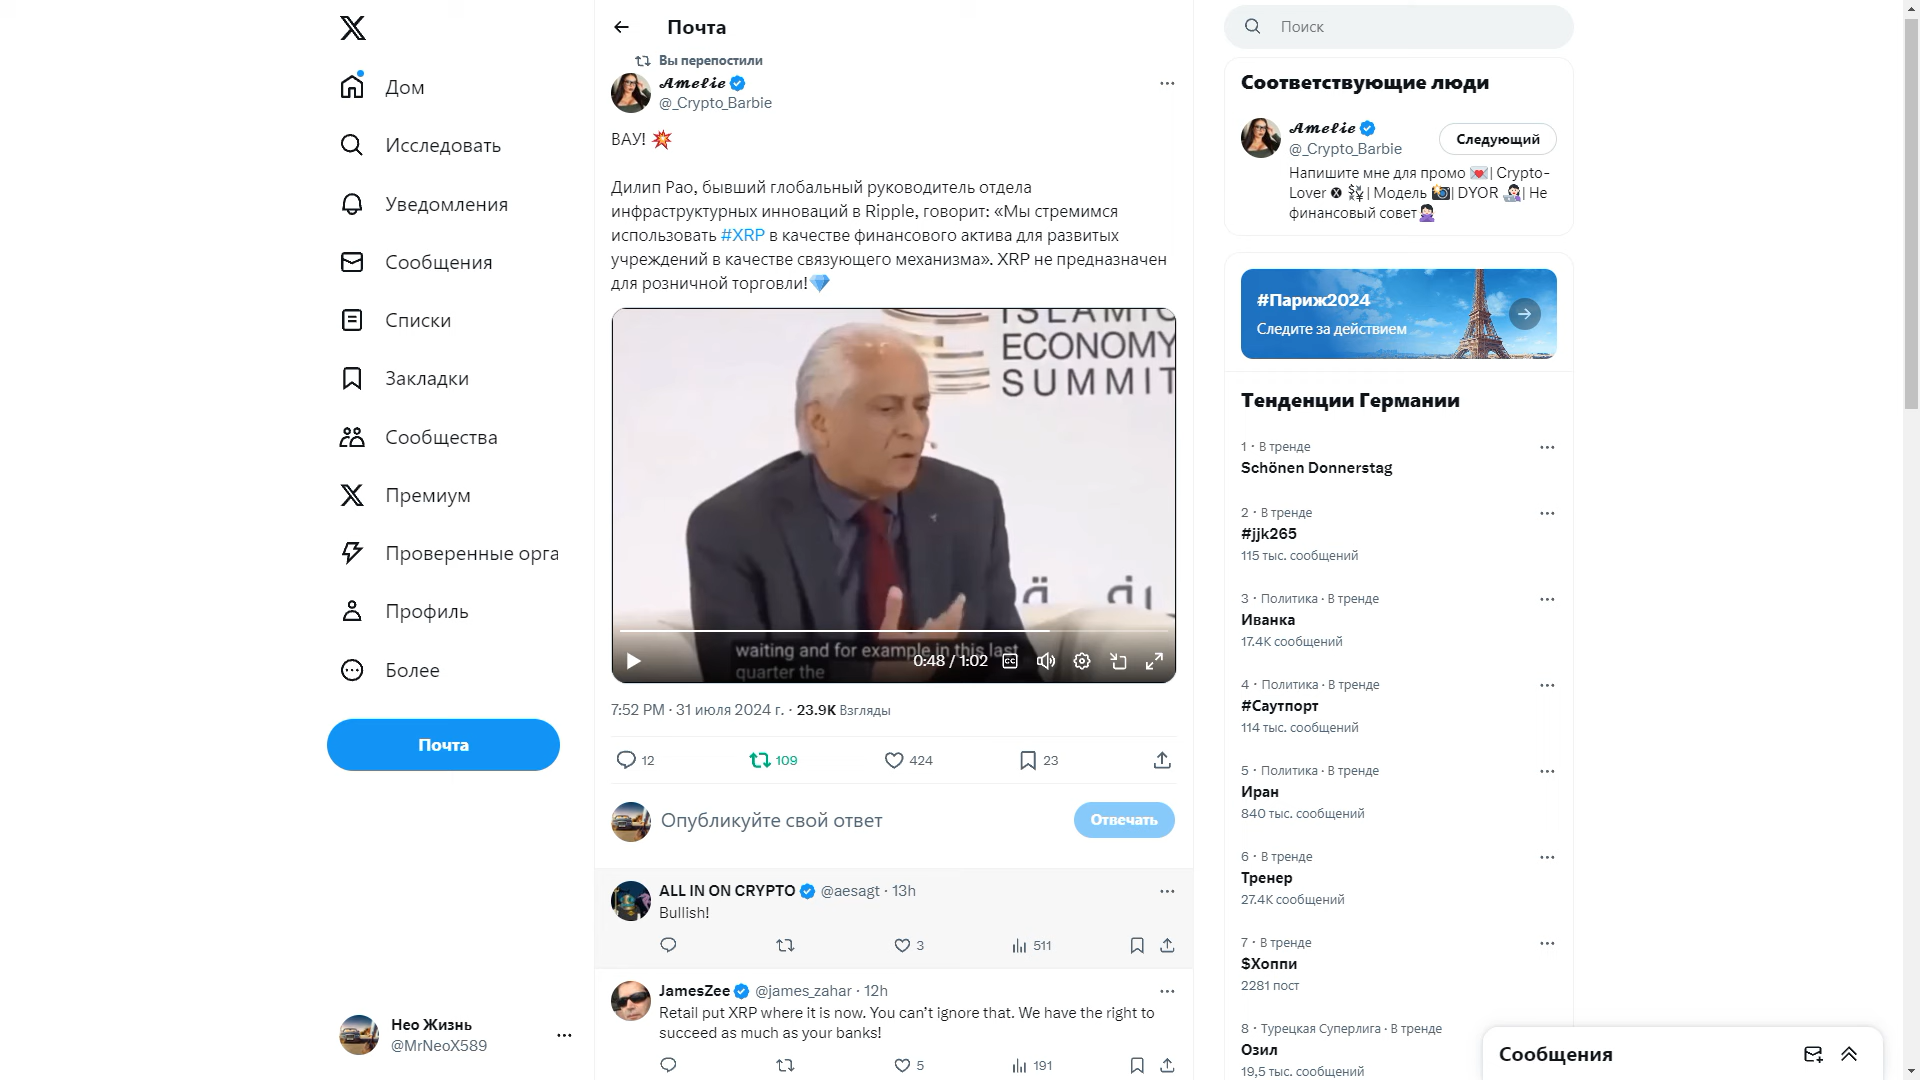 Дом
Исследовать
Уведомления
Сообщения
Списки
Закладки
Сообщества
Премиум
Проверенные орга
Профиль
Более
Почта
Нео Жизнь
@MrNeoX589
Почта
Вы перепостили
Amelie
@_Crypto_Barbie
ВАУ! 💥
Дилип Рао, бывший глобальный руководитель отдела
инфраструктурных инноваций в Ripple, говорит: «Мы стремимся
использовать #XRP в качестве финансового актива для развитых
учреждений в качестве связующего механизма». XRP не предназначен
для розничной торговли!💎
ISLAMIC
ECONOMY
SUMMIT
waiting and for example in this last
quarter the
0:48 / 1:02
7:52 PM · 31 июля 2024 г. · 23.9K Взгляды
12 109 424 23
Опубликуйте свой ответ
Отвечать
ALL IN ON CRYPTO @aesagt · 13h
Bullish!
3 511
JamesZee @james_zahar · 12h
Retail put XRP where it is now. You can’t ignore that. We have the right to
succeed as much as your banks!
5 191
Поиск
Соответствующие люди
Amelie
@_Crypto_Barbie
Следующий
Напишите мне для промо 💌| Crypto-
Lover | Модель 📸| DYOR | Не
финансовый совет
#Париж2024
Следите за действием
Тенденции Германии
1 · В тренде
Schönen Donnerstag
2 · В тренде
#jjk265
115 тыс. сообщений
3 · Политика · В тренде
Иванка
17.4K сообщений
4 · Политика · В тренде
#Саутпорт
114 тыс. сообщений
5 · Политика · В тренде
Иран
840 тыс. сообщений
6 · В тренде
Тренер
27.4K сообщений
7 · В тренде
$Хоппи
2281 пост
8 · Турецкая Суперлига · В тренде
Озил
19,5 тыс. сообщений
Сообщения